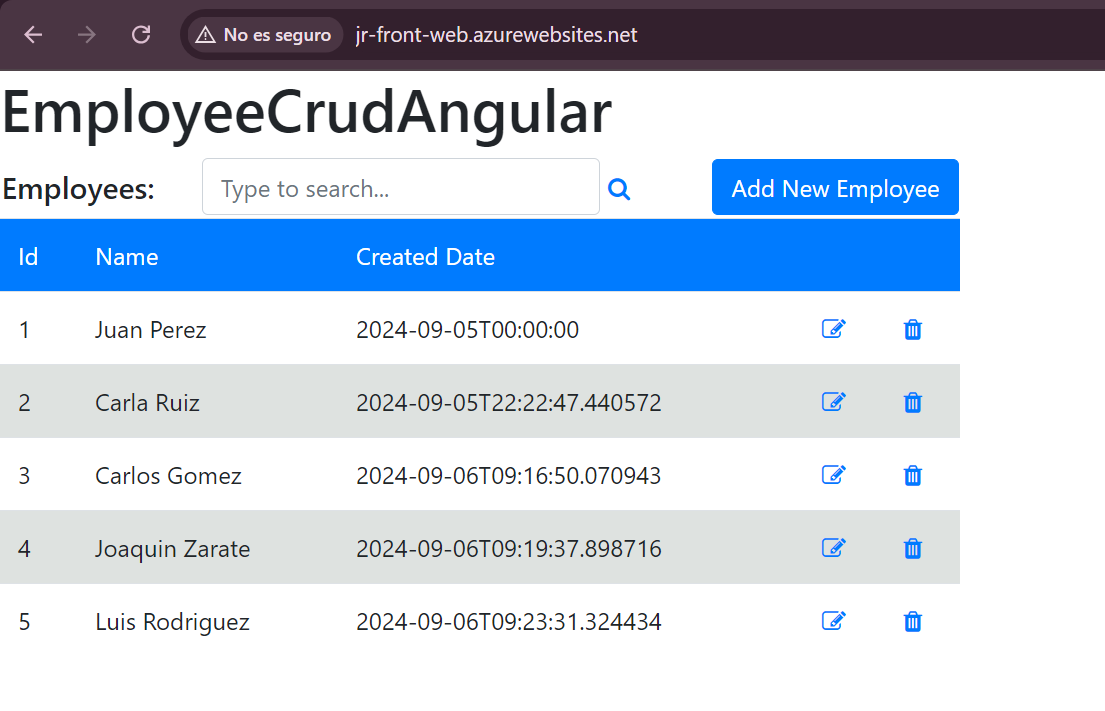 No es seguro jr-front-web.azurewebsites.net
EmployeeCrudAngular
Employees: Type to search... Add New Employee
Id Name Created Date
1 Juan Perez 2024-09-05T00:00:00
2 Carla Ruiz 2024-09-05T22:22:47.440572
3 Carlos Gomez 2024-09-06T09:16:50.070943
4 Joaquin Zarate 2024-09-06T09:19:37.898716
5 Luis Rodriguez 2024-09-06T09:23:31.324434